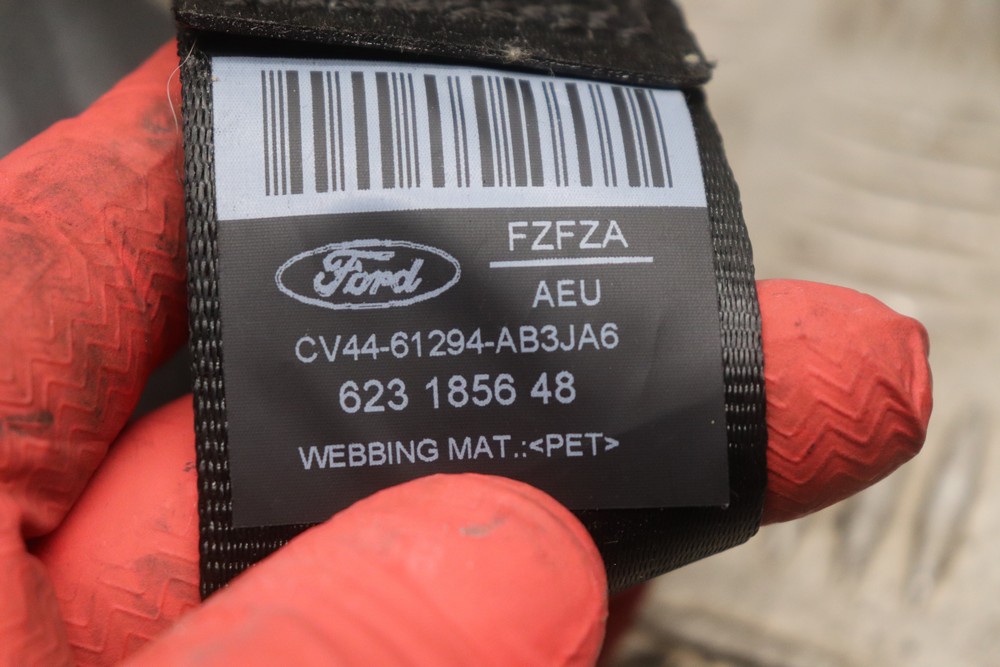 FZFZA
Ford
AEU
CV44-61294-AB3JA6
623 1856 48
WEBBING MAT.:<PET>